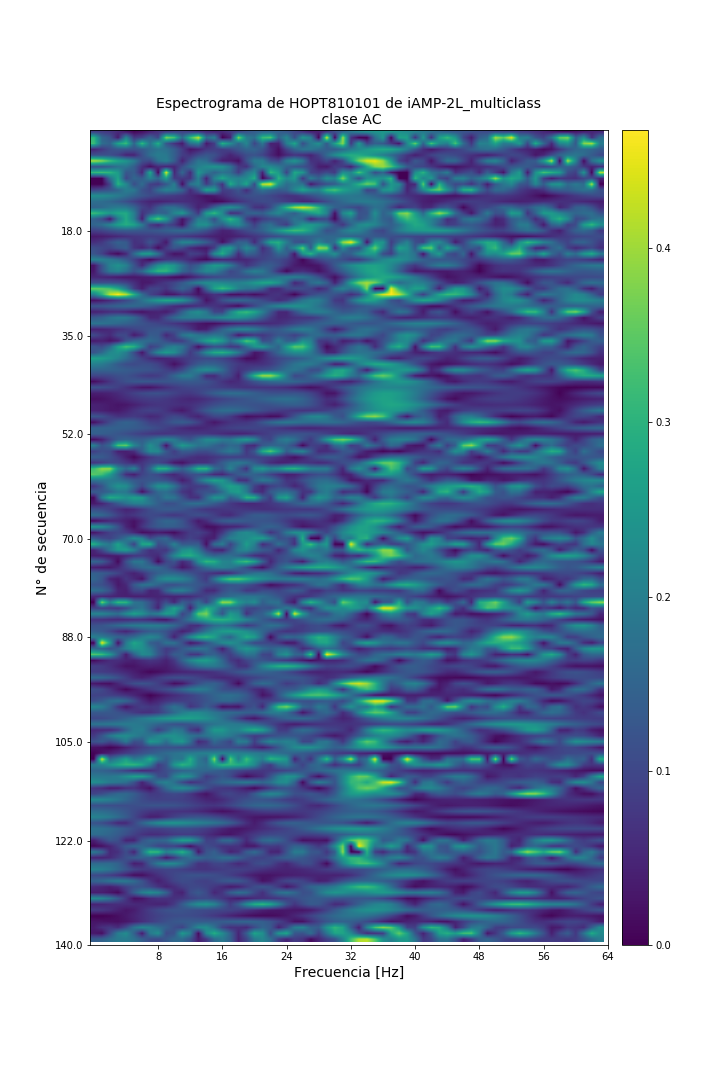 Espectrograma de HOPT810101 de iAMP-2L_multiclass
clase AC
N° de secuencia
18.0
35.0
52.0
70.0
88.0
105.0
122.0
140.0
8 16 24 32 40 48 56 64
Frecuencia [Hz]
0.4
0.3
0.2
0.1
0.0